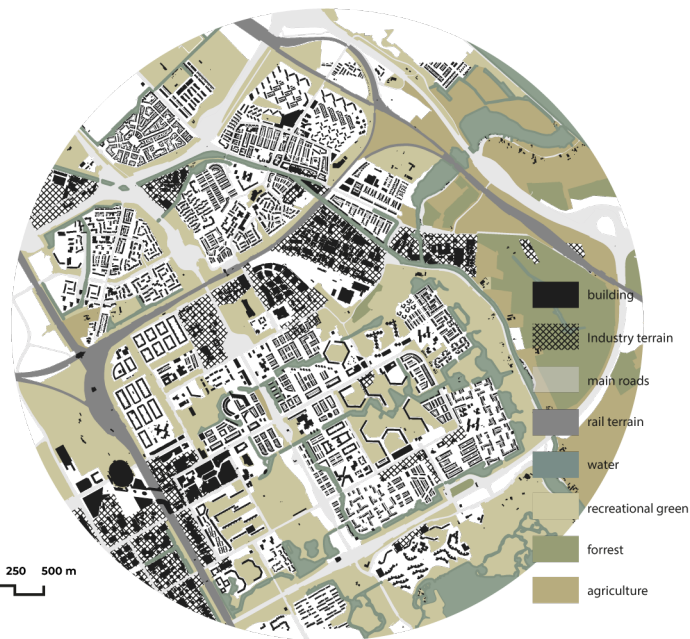 building
Industry terrain
main roads
rail terrain
water
recreational green
forrest
agriculture
250 500 m